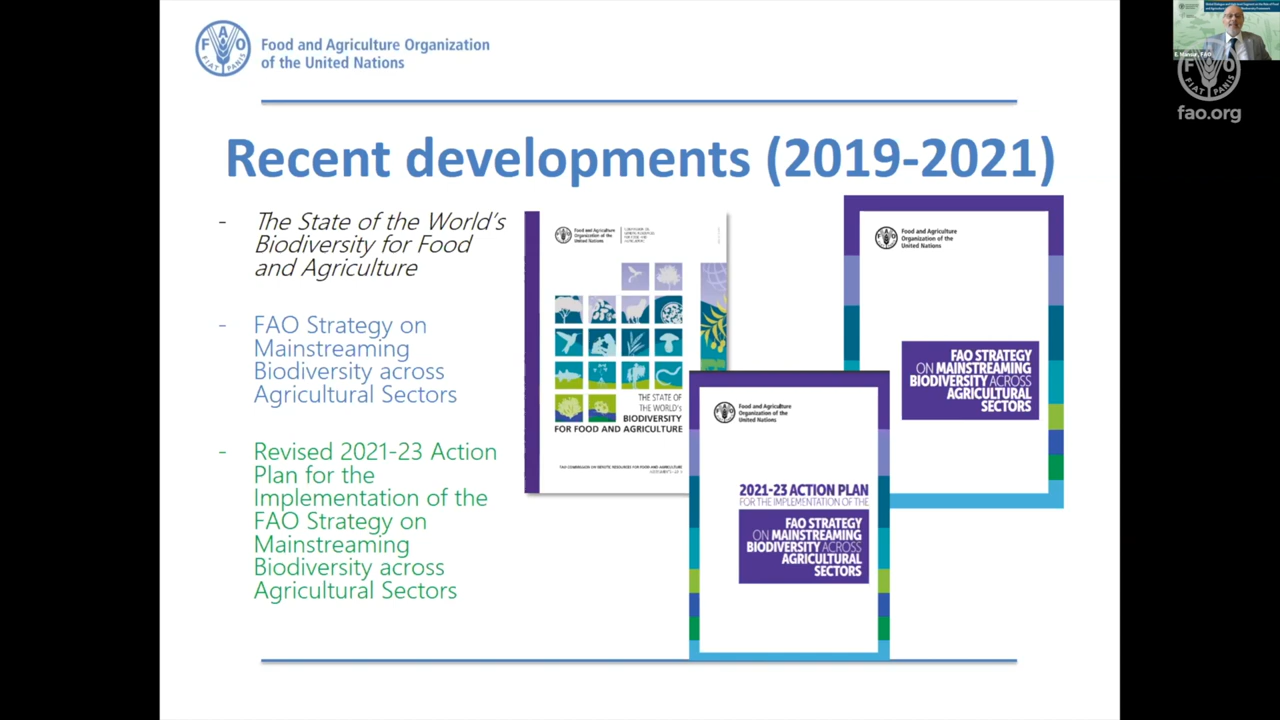 Food and Agriculture Organization
of the United Nations
Recent developments (2019-2021)
- The State of the World's
Biodiversity for Food
and Agriculture
- FAO Strategy on
Mainstreaming
Biodiversity across
Agricultural Sectors
- Revised 2021-23 Action
Plan for the
Implementation of the
FAO Strategy on
Mainstreaming
Biodiversity across
Agricultural Sectors
Food and Agriculture
Organization of the
United Nations
THE STATE OF
THE WORLD's
BIODIVERSITY
FOR FOOD AND AGRICULTURE
Food and Agriculture
Organization of the
United Nations
2021-23 ACTION PLAN
FOR THE IMPLEMENTATION OF THE
FAO STRATEGY
ON MAINSTREAMING
BIODIVERSITY ACROSS
AGRICULTURAL
SECTORS
Food and Agriculture
Organization of the
United Nations
FAO STRATEGY
ON MAINSTREAMING
BIODIVERSITY ACROSS
AGRICULTURAL
SECTORS
FAO
FIAT PANIS
fao.org